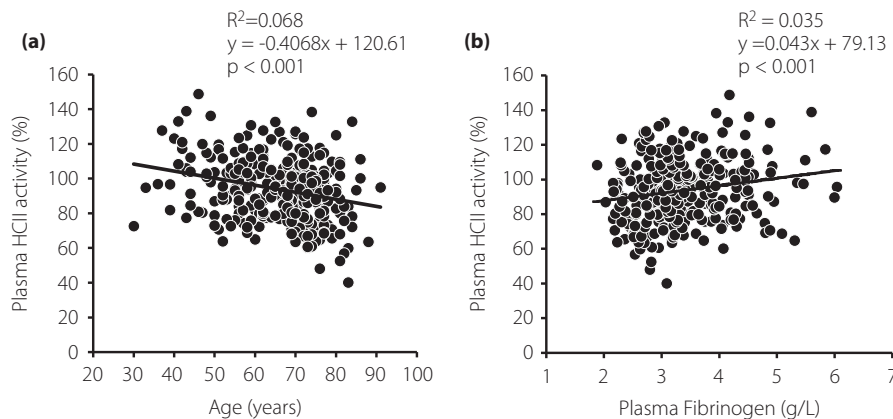 (a)
R²=0.068
y = -0.4068x + 120.61
p < 0.001
Plasma HCII activity (%)
160
140
120
100
80
60
40
20
0
20 30 40 50 60 70 80 90 100
Age (years)
(b)
R² = 0.035
y =0.043x + 79.13
p < 0.001
Plasma HCII activity (%)
160
140
120
100
80
60
40
20
0
1 2 3 4 5 6 7
Plasma Fibrinogen (g/L)